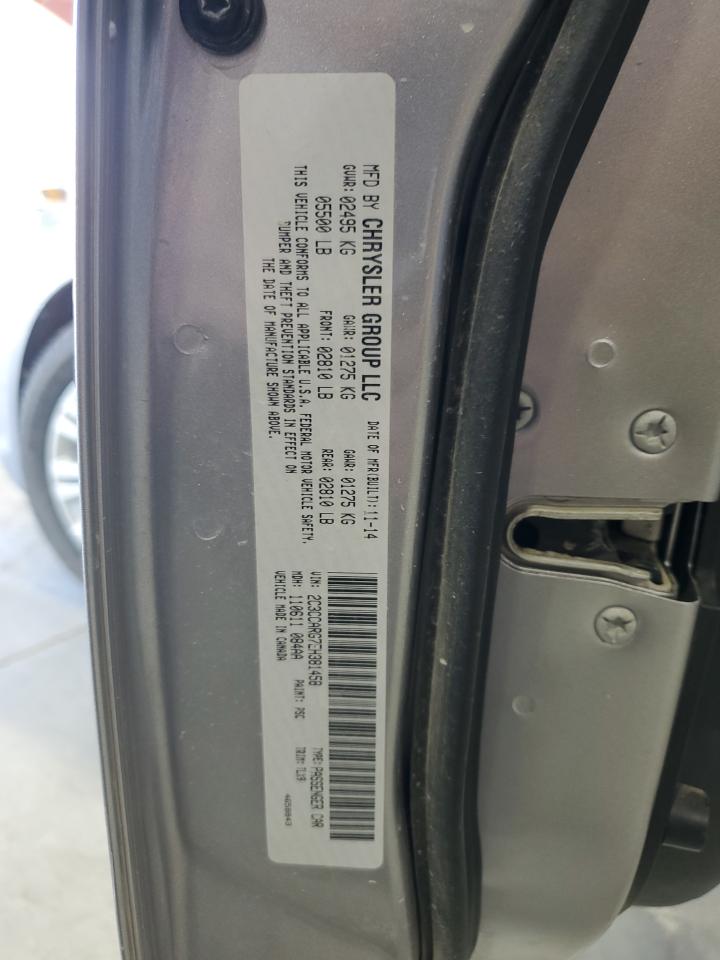 MFD BY CHRYSLER GROUP LLC DATE OF MFR(BUILT): 11-14
GVWR: 02495 KG GAWR: 01275 KG GAWR: 01275 KG
05500 LB FRONT: 02810 LB REAR: 02810 LB
THIS VEHICLE CONFORMS TO ALL APPLICABLE U.S.A. FEDERAL MOTOR VEHICLE SAFETY,
BUMPER AND THEFT PREVENTION STANDARDS IN EFFECT ON
THE DATE OF MANUFACTURE SHOWN ABOVE.
VIN: TYPE: PASSENGER CAR
MDH: 110611 084AA PAINT: PSC TRIM:
VEHICLE MADE IN CANADA